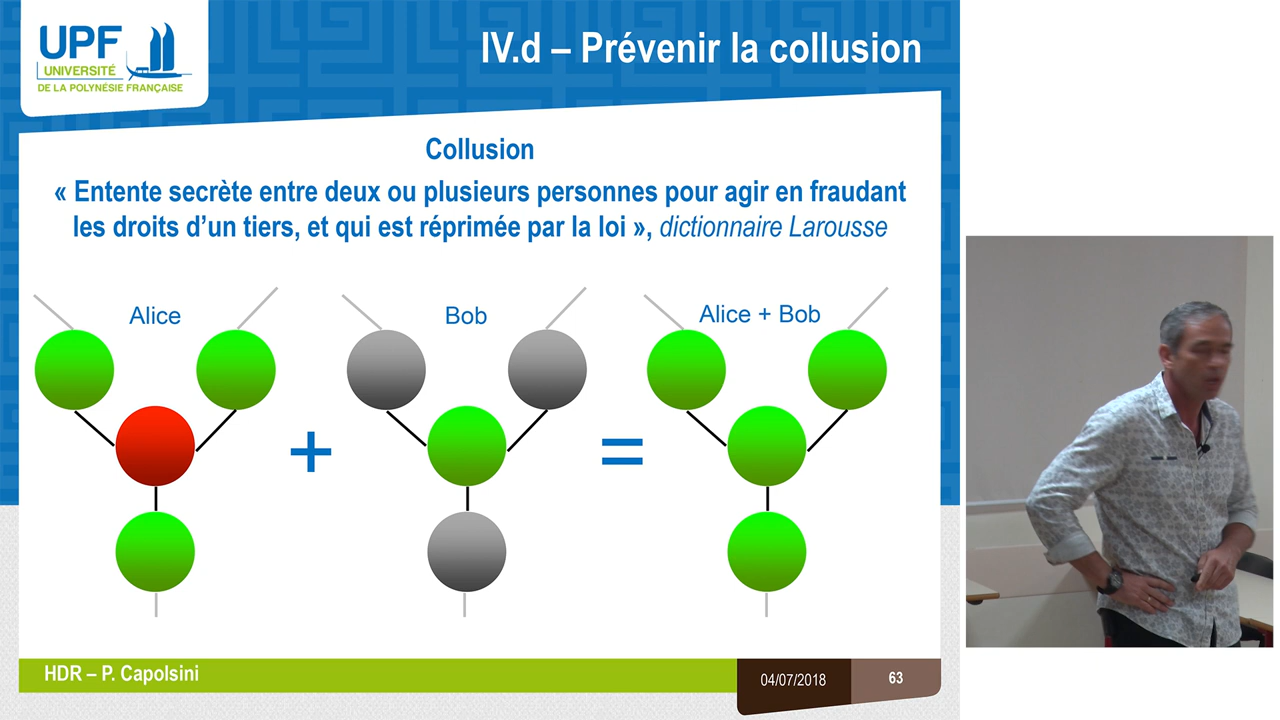 UPF
UNIVERSITÉ
DE LA POLYNÉSIE FRANÇAISE
IV.d – Prévenir la collusion
Collusion
« Entente secrète entre deux ou plusieurs personnes pour agir en fraudant
les droits d’un tiers, et qui est réprimée par la loi », dictionnaire Larousse
Alice
Bob
Alice + Bob
+
=
HDR – P. Capolsini
04/07/2018
63